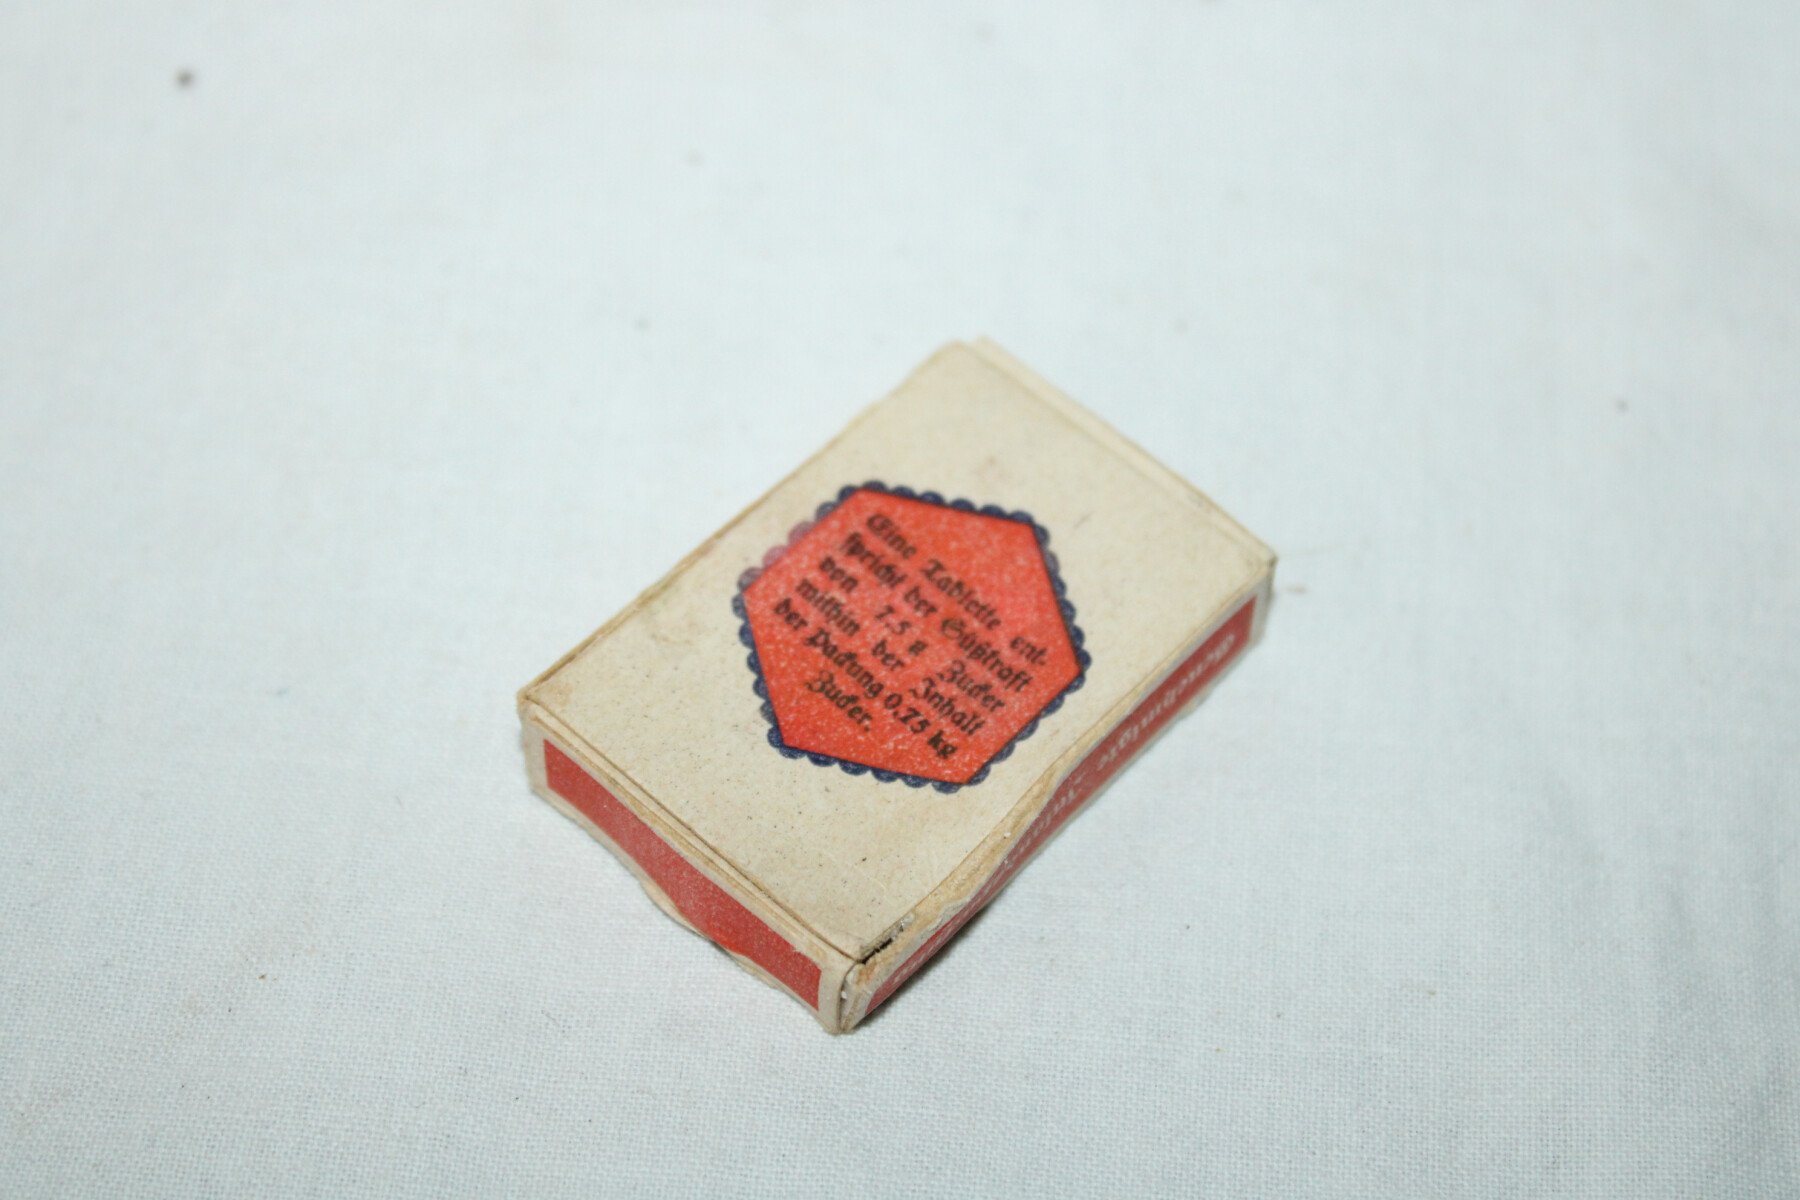 Eine Tablette ent-
spricht der Süßkraft
von 7,5 g Zucker
mithin der Inhalt
der Packung 0,75 kg
Zucker.